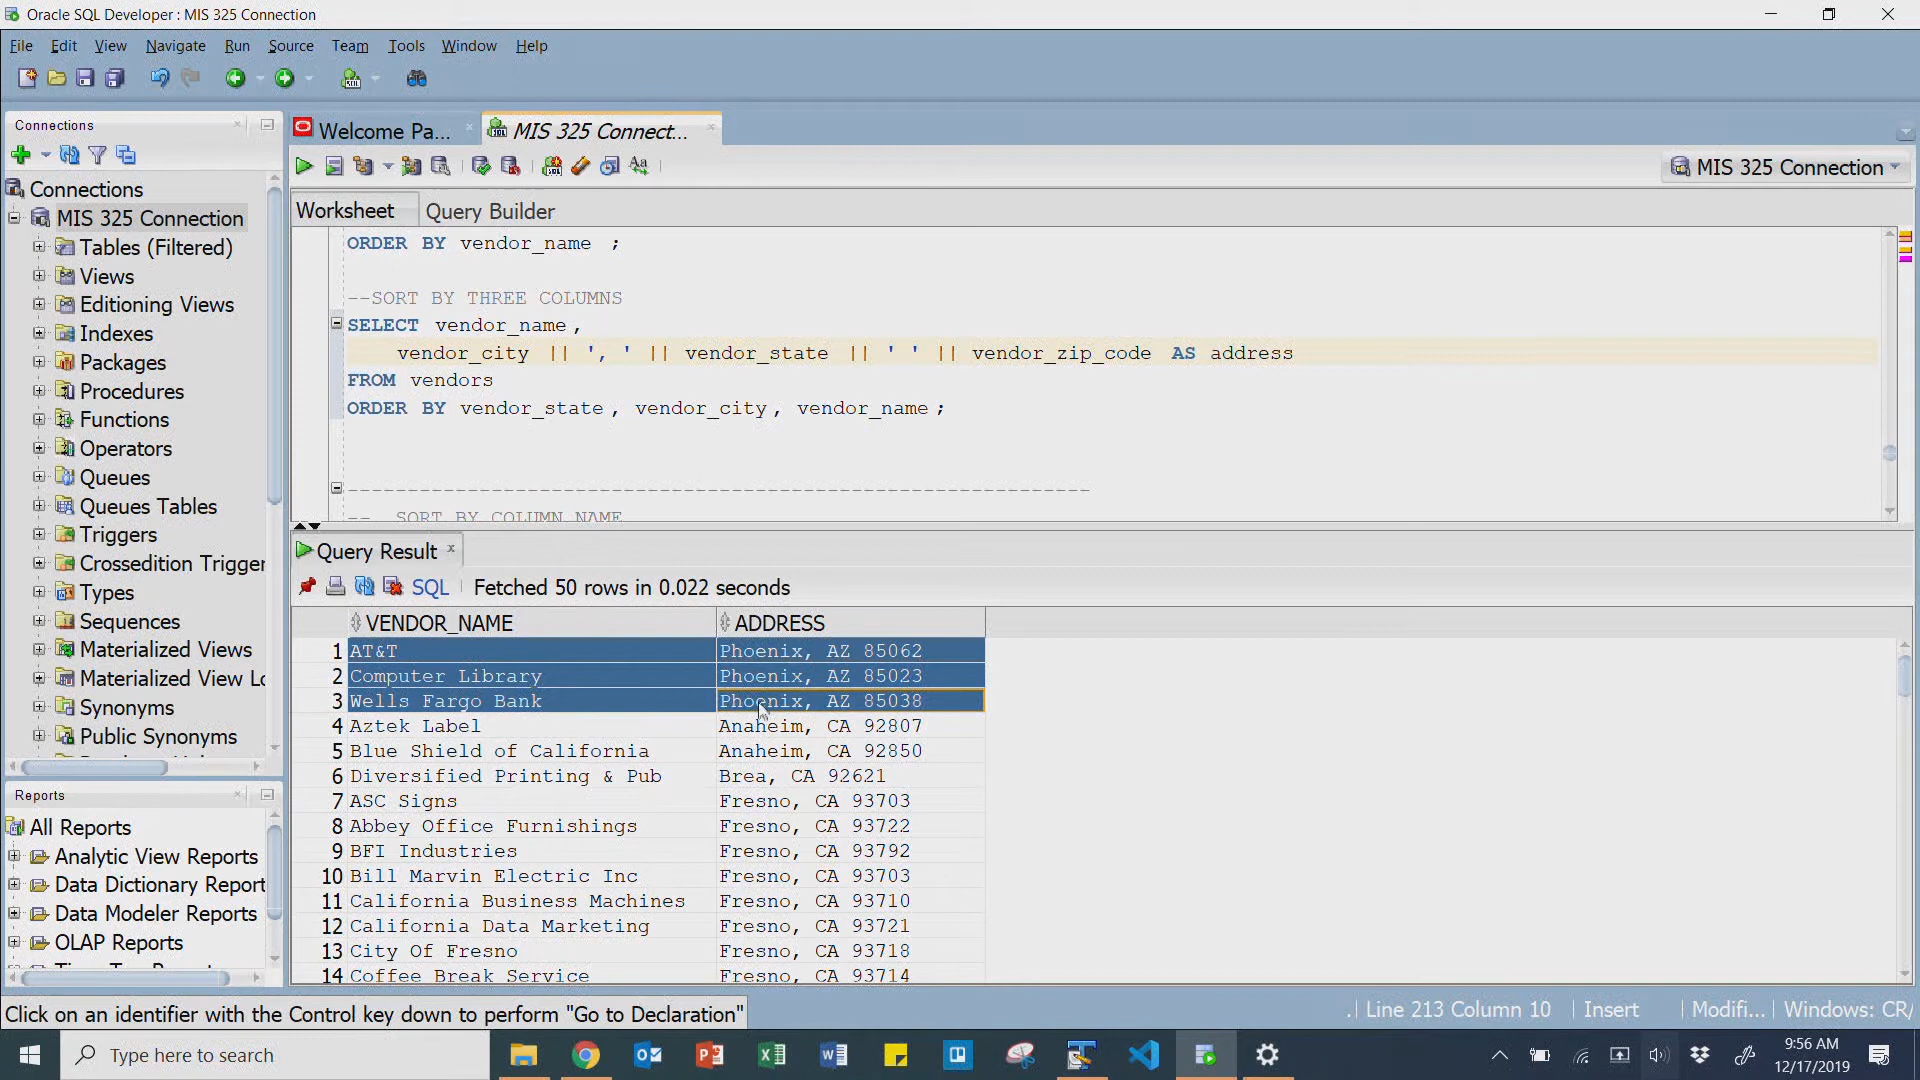 Oracle SQL Developer : MIS 325 Connection
File Edit View Navigate Run Source Team Tools Window Help
Connections
Welcome Pa...
MIS 325 Connect...
MIS 325 Connection
Connections
MIS 325 Connection
Tables (Filtered)
Views
Editioning Views
Indexes
Packages
Procedures
Functions
Operators
Queues
Queues Tables
Triggers
Crossedition Trigger
Types
Sequences
Materialized Views
Materialized View Lo
Synonyms
Public Synonyms
Reports
All Reports
Analytic View Reports
Data Dictionary Report
Data Modeler Reports
OLAP Reports
Worksheet Query Builder
ORDER BY vendor_name ;
--SORT BY THREE COLUMNS
SELECT vendor_name,
vendor_city || ', ' || vendor_state || ' ' || vendor_zip_code AS address
FROM vendors
ORDER BY vendor_state, vendor_city, vendor_name;
--------------------------------------------------------------
-- SORT BY COLUMN NAME
Query Result
SQL Fetched 50 rows in 0.022 seconds
VENDOR_NAME ADDRESS
1 AT&T Phoenix, AZ 85062
2 Computer Library Phoenix, AZ 85023
3 Wells Fargo Bank Phoenix, AZ 85038
4 Aztek Label Anaheim, CA 92807
5 Blue Shield of California Anaheim, CA 92850
6 Diversified Printing & Pub Brea, CA 92621
7 ASC Signs Fresno, CA 93703
8 Abbey Office Furnishings Fresno, CA 93722
9 BFI Industries Fresno, CA 93792
10 Bill Marvin Electric Inc Fresno, CA 93703
11 California Business Machines Fresno, CA 93710
12 California Data Marketing Fresno, CA 93721
13 City Of Fresno Fresno, CA 93718
14 Coffee Break Service Fresno, CA 93714
Click on an identifier with the Control key down to perform "Go to Declaration"
Line 213 Column 10 Insert Modifi... Windows: CR/
Type here to search
9:56 AM
12/17/2019